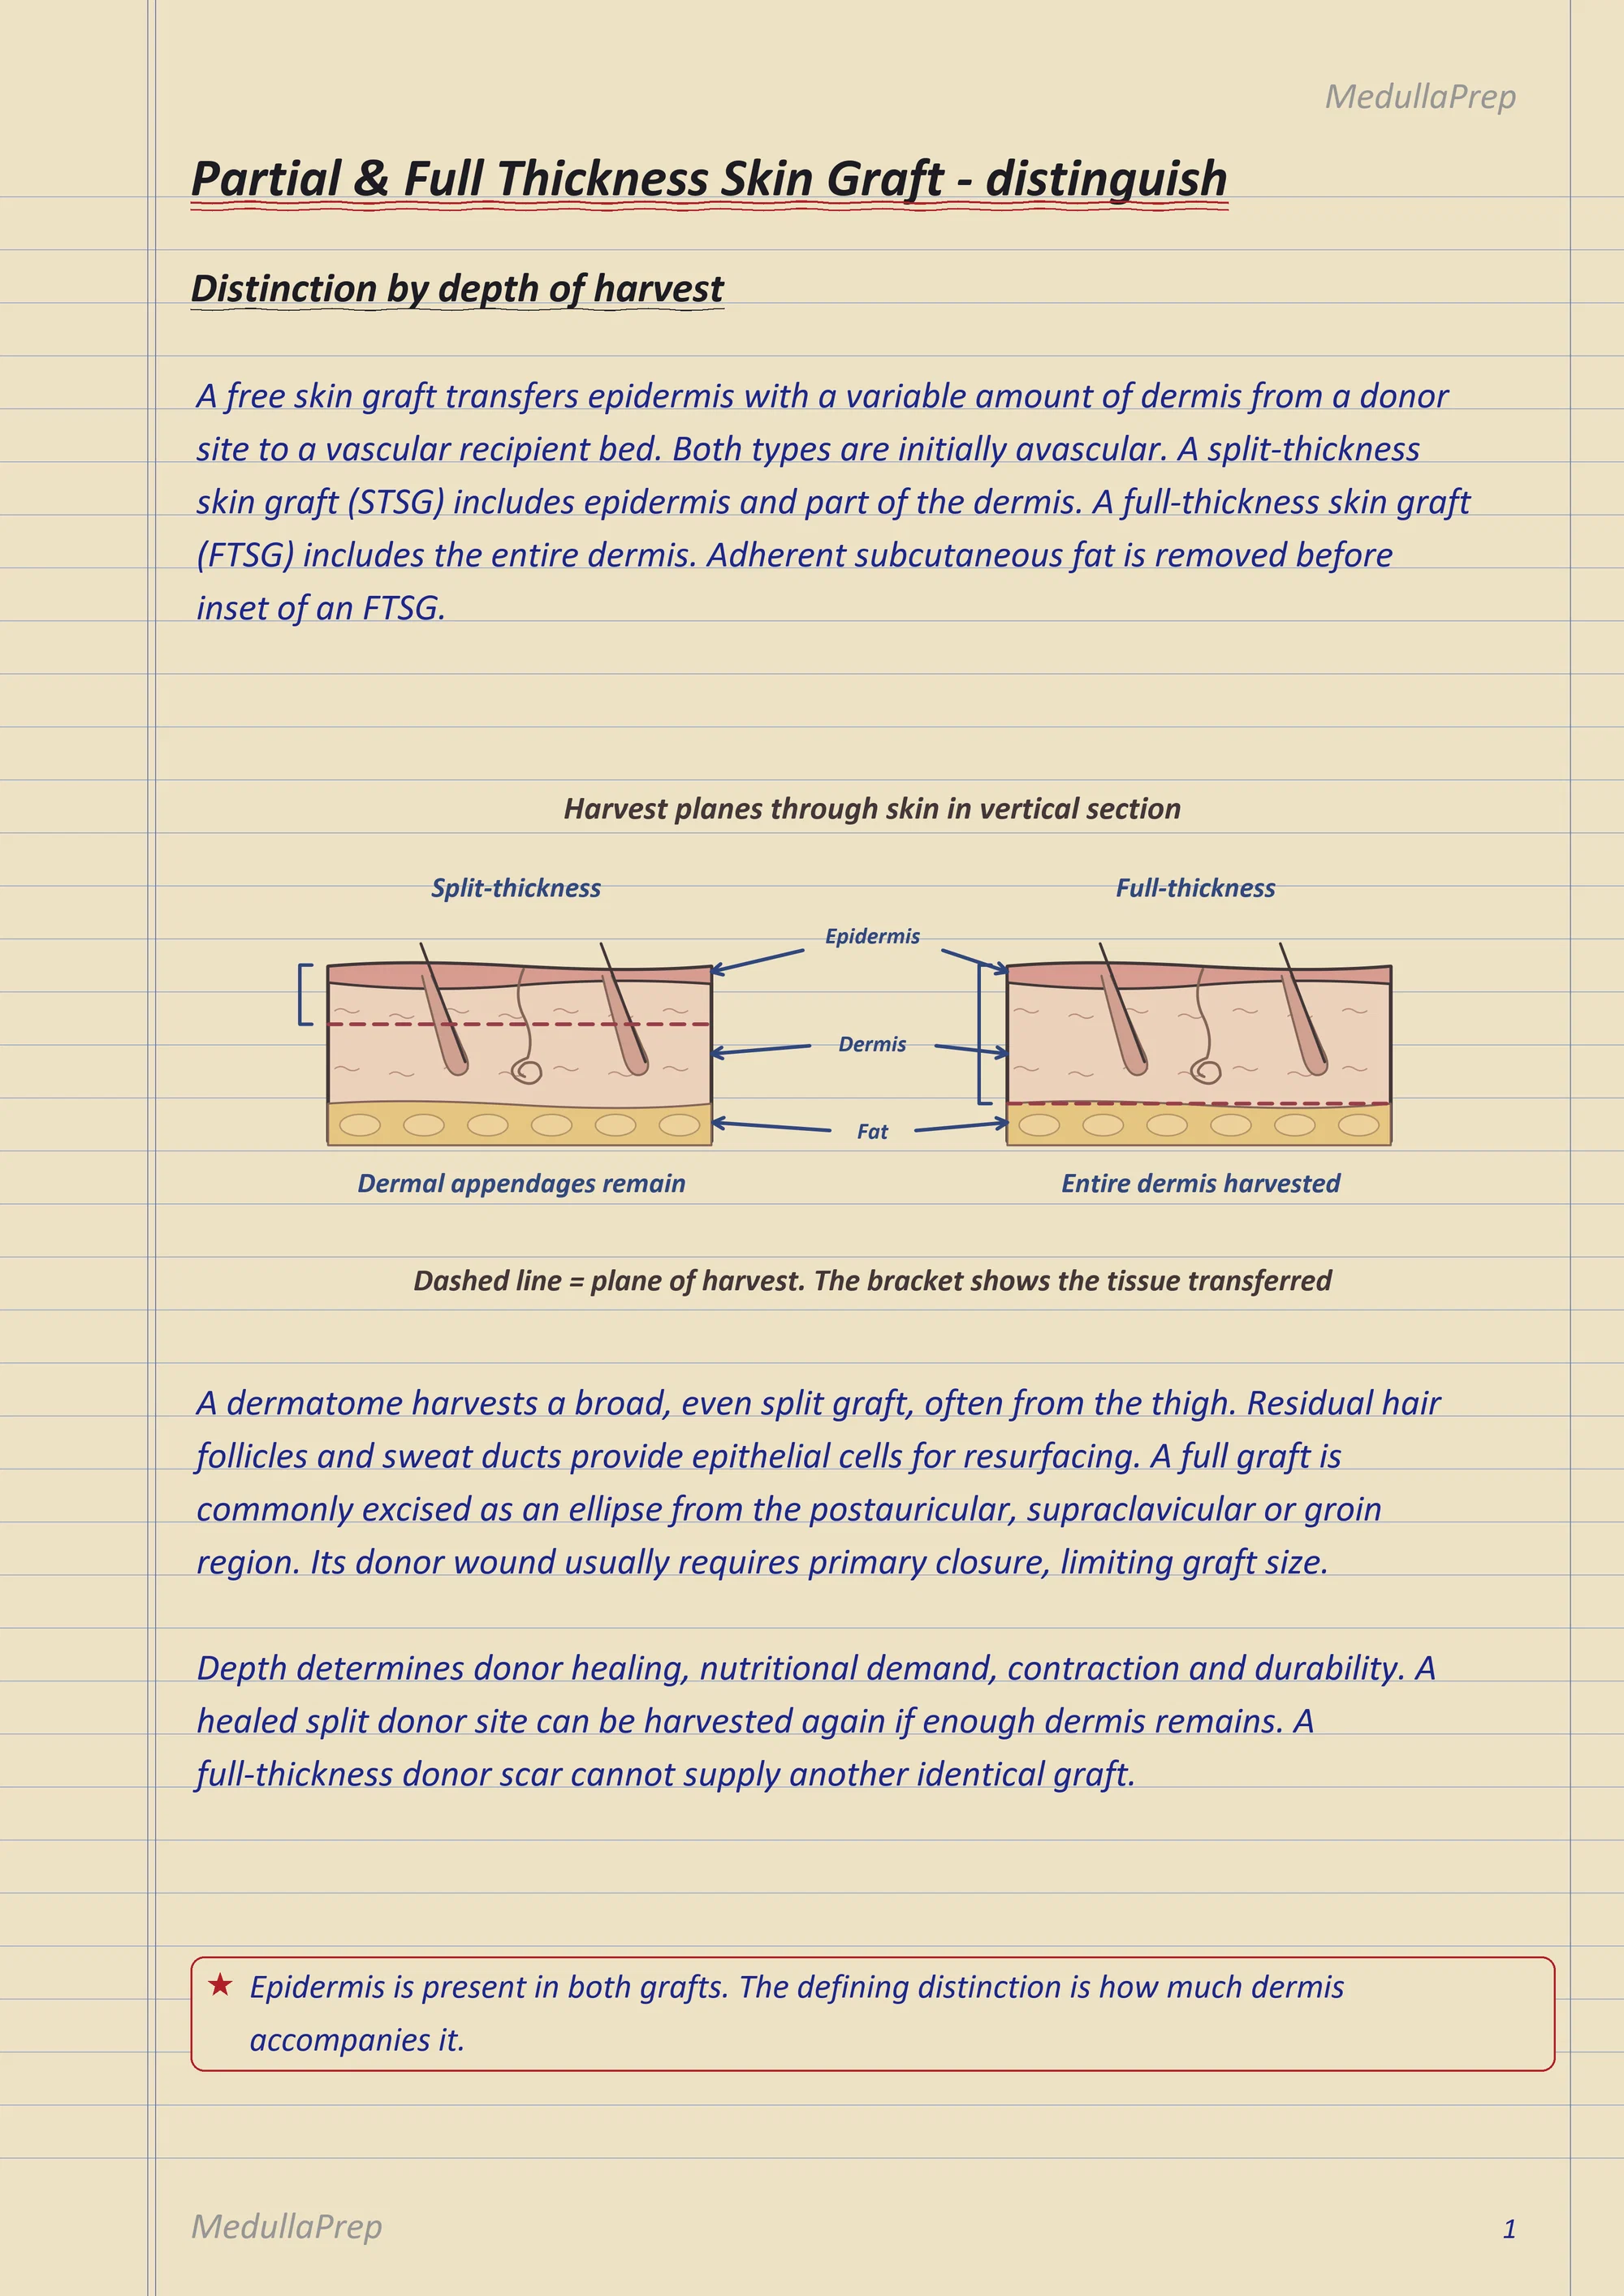 MedullaPrep
Partial & Full Thickness Skin Graft - distinguish
Distinction by depth of harvest
A free skin graft transfers epidermis with a variable amount of dermis from a donor
site to a vascular recipient bed. Both types are initially avascular. A split-thickness
skin graft (STSG) includes epidermis and part of the dermis. A full-thickness skin graft
(FTSG) includes the entire dermis. Adherent subcutaneous fat is removed before
inset of an FTSG.
Harvest planes through skin in vertical section
Split-thickness
Full-thickness
Epidermis
Dermis
Fat
Dermal appendages remain
Entire dermis harvested
Dashed line = plane of harvest. The bracket shows the tissue transferred
A dermatome harvests a broad, even split graft, often from the thigh. Residual hair
follicles and sweat ducts provide epithelial cells for resurfacing. A full graft is
commonly excised as an ellipse from the postauricular, supraclavicular or groin
region. Its donor wound usually requires primary closure, limiting graft size.
Depth determines donor healing, nutritional demand, contraction and durability. A
healed split donor site can be harvested again if enough dermis remains. A
full-thickness donor scar cannot supply another identical graft.
★ Epidermis is present in both grafts. The defining distinction is how much dermis
accompanies it.
MedullaPrep
1